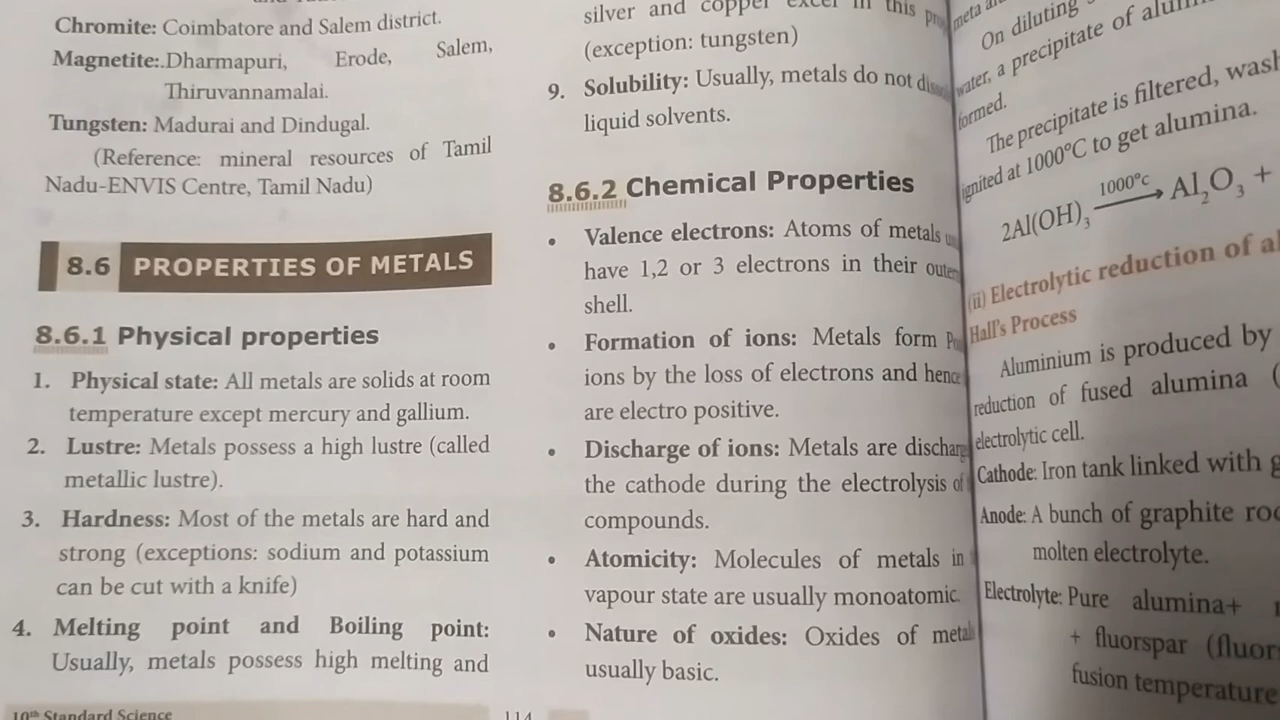 Chromite: Coimbatore and Salem district.
Magnetite:.Dharmapuri, Erode, Salem,
Thiruvannamalai.
Tungsten: Madurai and Dindugal.
(Reference: mineral resources of Tamil
Nadu-ENVIS Centre, Tamil Nadu)
8.6 PROPERTIES OF METALS
8.6.1 Physical properties
1. Physical state: All metals are solids at room
temperature except mercury and gallium.
2. Lustre: Metals possess a high lustre (called
metallic lustre).
3. Hardness: Most of the metals are hard and
strong (exceptions: sodium and potassium
can be cut with a knife)
4. Melting point and Boiling point:
Usually, metals possess high melting and
10th Standard Science
114
silver and copper excel in this
(exception: tungsten)
9. Solubility: Usually, metals do not
liquid solvents.
8.6.2 Chemical Properties
• Valence electrons: Atoms of metals
have 1,2 or 3 electrons in their
shell.
• Formation of ions: Metals form
ions by the loss of electrons and hence
are electro positive.
• Discharge of ions: Metals are
the cathode during the electrolysis of
compounds.
• Atomicity: Molecules of metals in
vapour state are usually monoatomic.
• Nature of oxides: Oxides of
usually basic.
On diluting
water, a precipitate of
formed.
The precipitate is filtered,
ignited at 1000°C to get alumina.
2Al(OH)₃ 1000°c → Al₂O₃ +
(ii) Electrolytic reduction of
Hall's Process
Aluminium is produced by
reduction of fused alumina (
electrolytic cell.
Cathode: Iron tank linked with
Anode: A bunch of graphite
molten electrolyte.
Electrolyte: Pure alumina+
+ fluorspar
fusion temperature